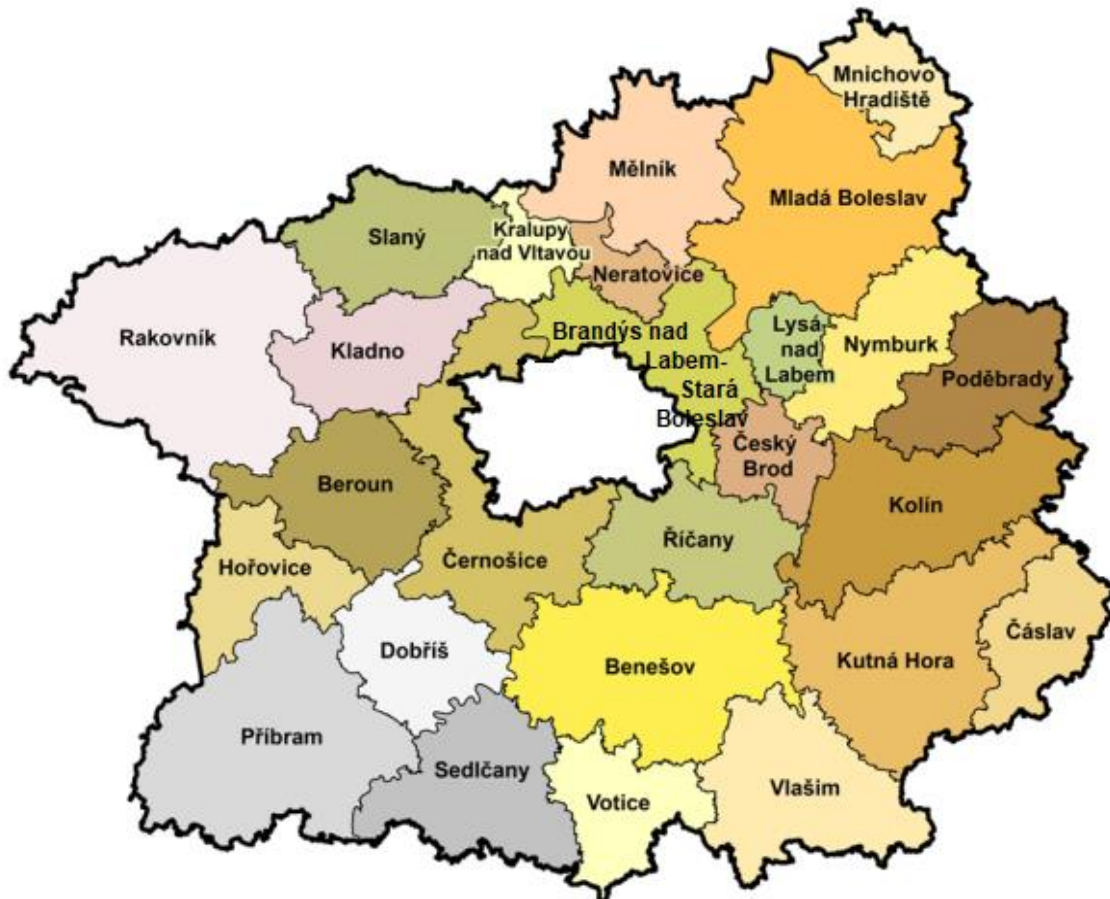 Mnichovo
Hradiště
Mělník
Mladá Boleslav
Slaný
Kralupy
nad Vltavou
Neratovice
Rakovník
Kladno
Brandýs nad
Labem-
Stará
Boleslav
Lysá
nad
Labem
Nymburk
Poděbrady
Český
Brod
Beroun
Kolín
Hořovice
Černošice
Říčany
Dobříš
Benešov
Kutná Hora
Čáslav
Příbram
Sedlčany
Votice
Vlašim